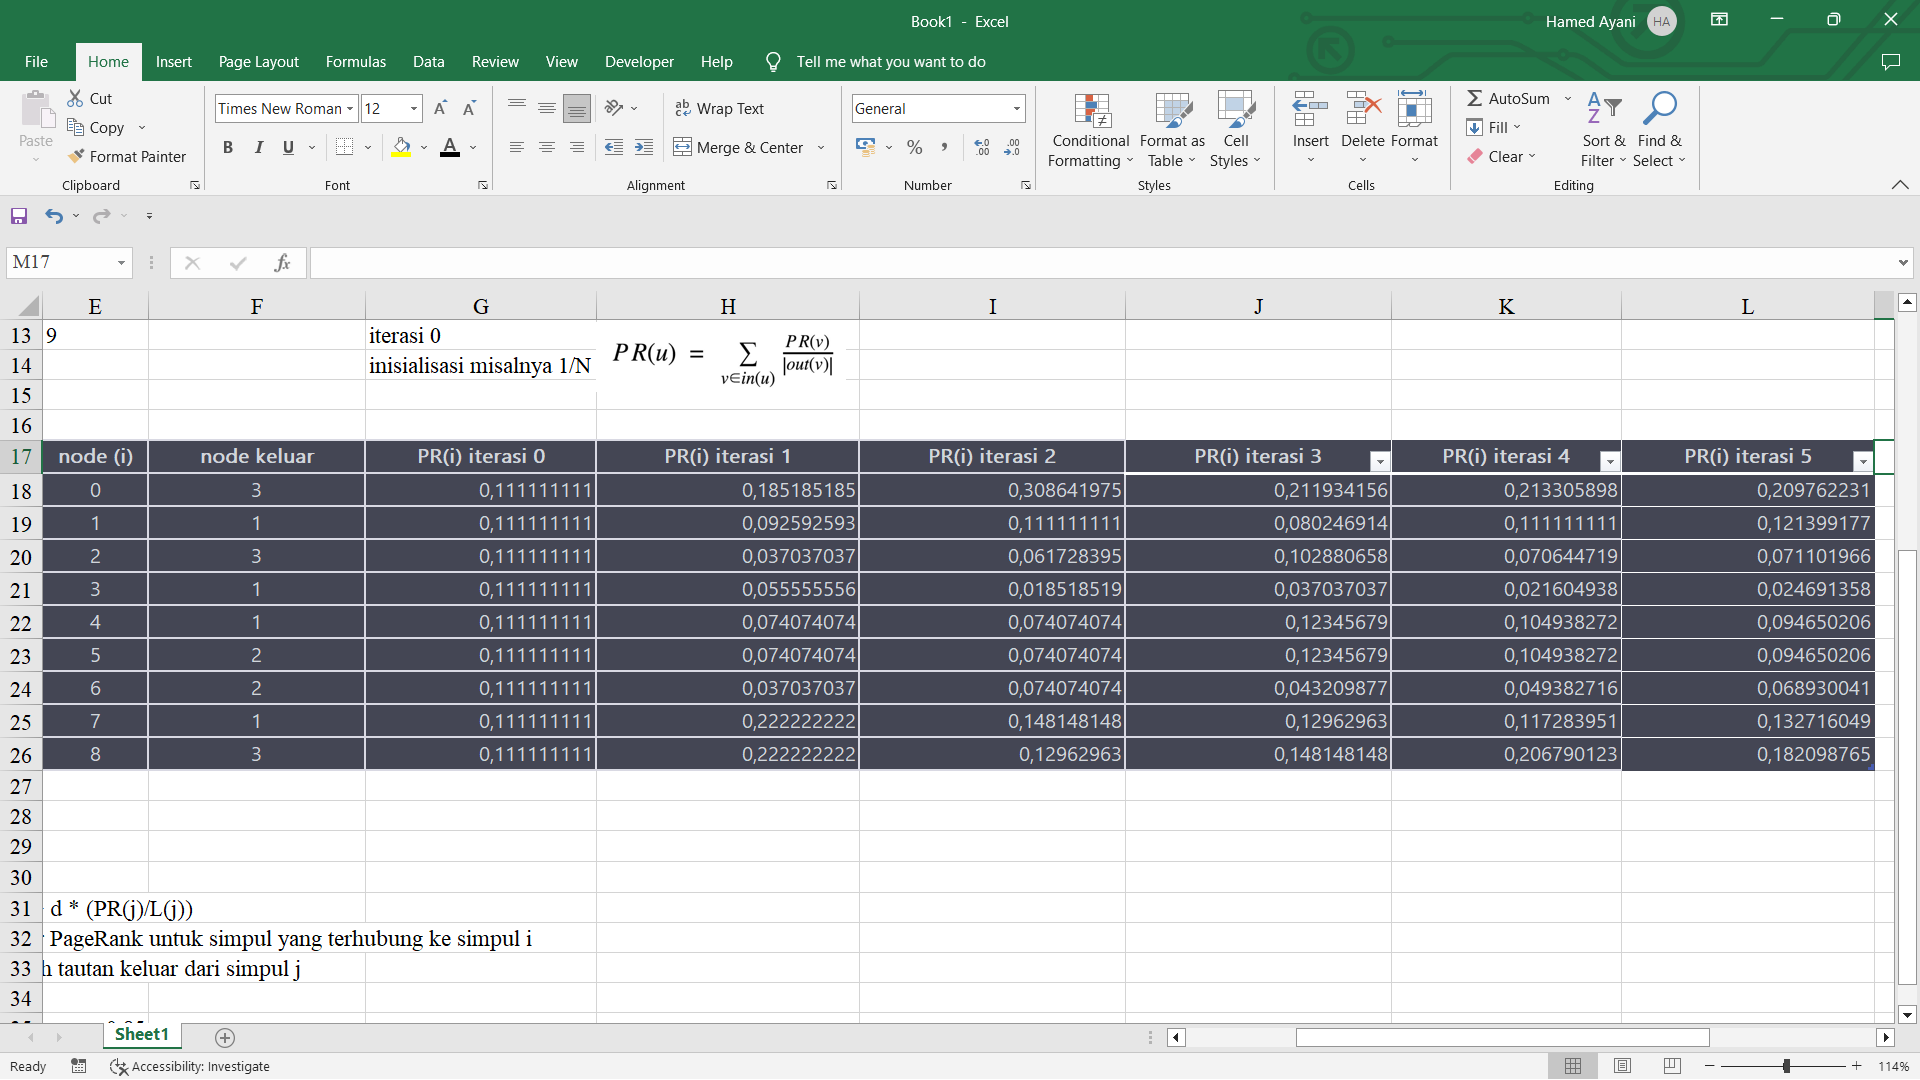 Book1 - Excel
Hamed Ayani HA
File Home Insert Page Layout Formulas Data Review View Developer Help Tell me what you want to do
Paste
Cut
Copy
Format Painter
Clipboard
Times New Roman 12
B I U A
Font
Wrap Text
Merge & Center
Alignment
General
Number
Conditional Formatting
Format as Table
Cell Styles
Styles
Insert Delete Format
Cells
AutoSum
Fill
Clear
Sort & Filter
Find & Select
Editing
M17
fx
E F G H I J K L
13 9 iterasi 0
14 inisialisasi misalnya 1/N
PR(u) = ∑ v∈in(u) PR(v) / |out(v)|
15
16
17 node (i) node keluar PR(i) iterasi 0 PR(i) iterasi 1 PR(i) iterasi 2 PR(i) iterasi 3 PR(i) iterasi 4 PR(i) iterasi 5
18 0 3 0,111111111 0,185185185 0,308641975 0,211934156 0,213305898 0,209762231
19 1 1 0,111111111 0,092592593 0,111111111 0,080246914 0,111111111 0,121399177
20 2 3 0,111111111 0,037037037 0,061728395 0,102880658 0,070644719 0,071101966
21 3 1 0,111111111 0,055555556 0,018518519 0,037037037 0,021604938 0,024691358
22 4 1 0,111111111 0,074074074 0,074074074 0,12345679 0,104938272 0,094650206
23 5 2 0,111111111 0,074074074 0,074074074 0,12345679 0,104938272 0,094650206
24 6 2 0,111111111 0,037037037 0,074074074 0,043209877 0,049382716 0,068930041
25 7 1 0,111111111 0,222222222 0,148148148 0,12962963 0,117283951 0,132716049
26 8 3 0,111111111 0,222222222 0,12962963 0,148148148 0,206790123 0,182098765
27
28
29
30
31 d * (PR(j)/L(j))
32 PageRank untuk simpul yang terhubung ke simpul i
33 h tautan keluar dari simpul j
34
Sheet1
Ready Accessibility: Investigate 114%